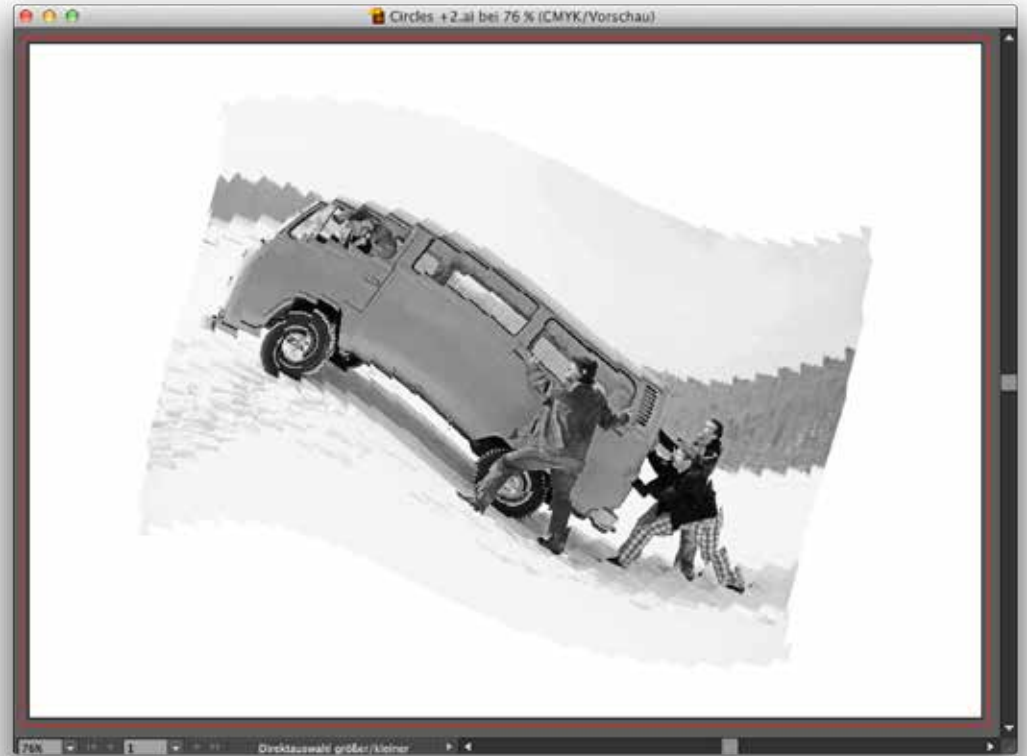 Circles +2.ai bei 76 % (CMYK/Vorschau)
76%
1
Direktauswahl größer/kleiner